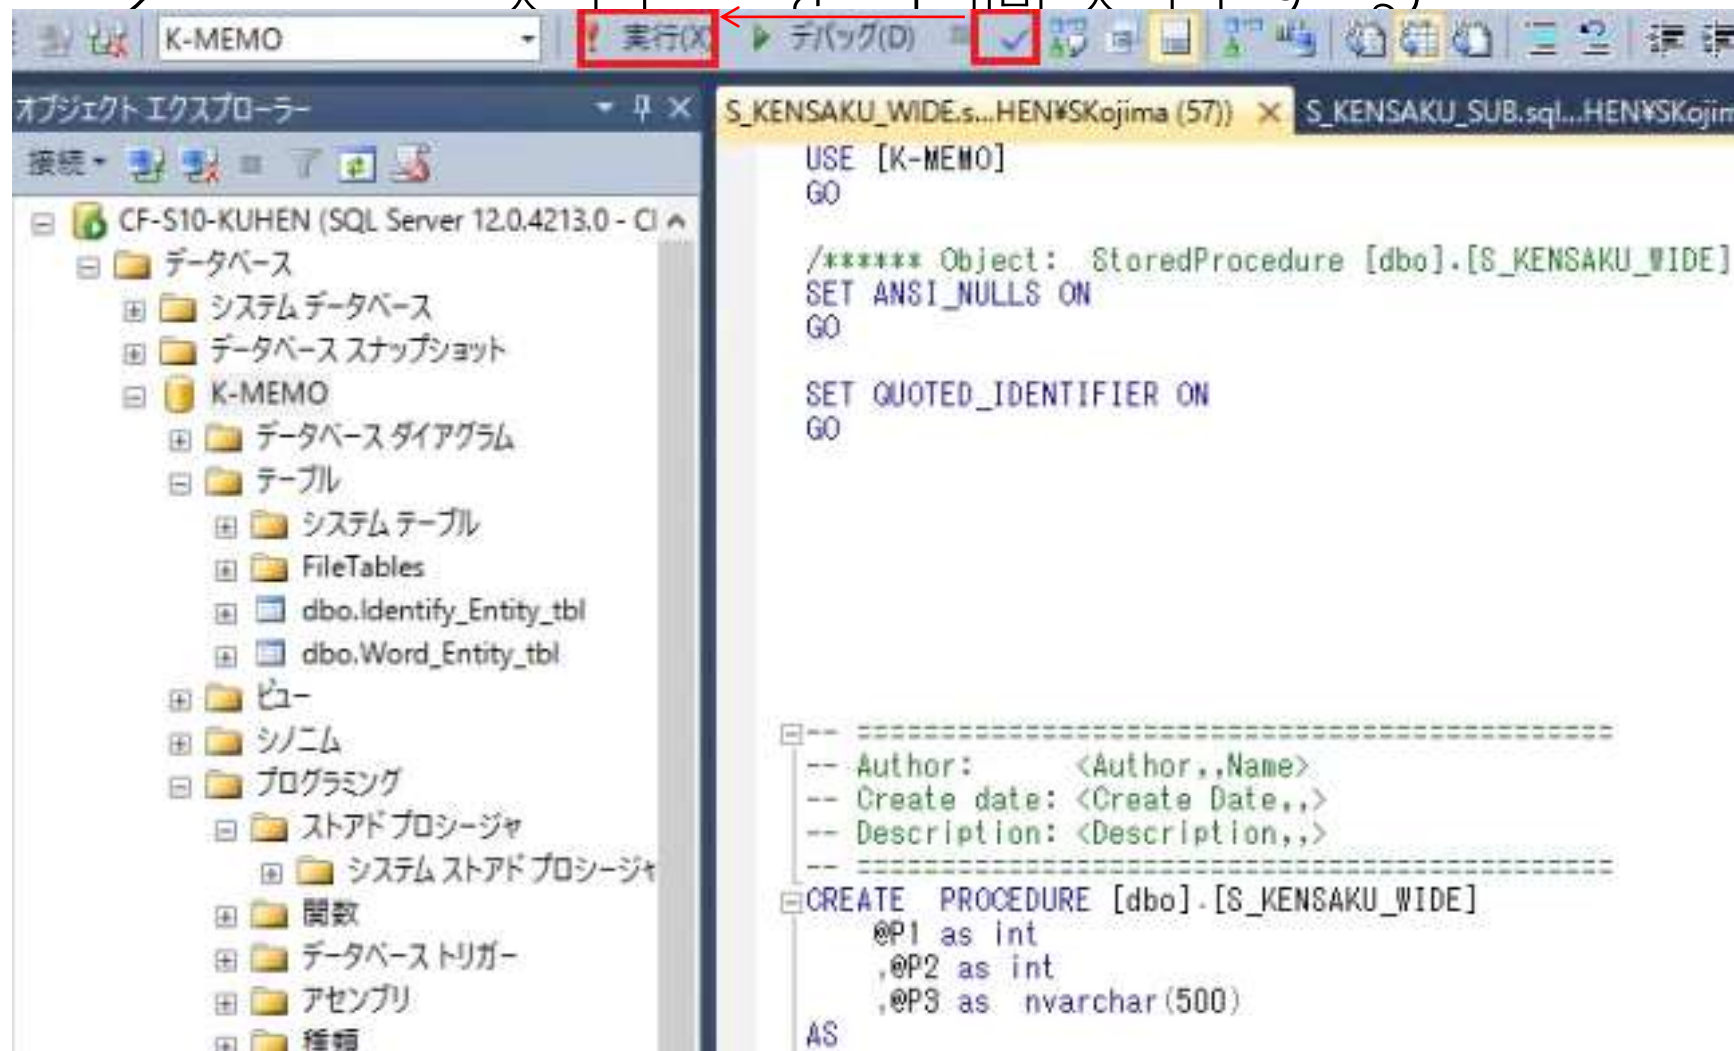 K-MEMO
実行(X
デバッグ(D)
オブジェクト エクスプローラー
接続
CF-S10-KUHEN (SQL Server 12.0.4213.0 - Cl
データベース
システム データベース
データベース スナップショット
K-MEMO
データベース ダイアグラム
テーブル
システム テーブル
FileTables
dbo.Identify_Entity_tbl
dbo.Word_Entity_tbl
ビュー
シノニム
プログラミング
ストアド プロシージャ
システム ストアド プロシージャ
関数
データベース トリガー
アセンブリ
種類
S_KENSAKU_WIDE.s...HEN¥SKojima (57))
S_KENSAKU_SUB.sql...HEN¥SKojim
USE [K-MEMO]
GO
/****** Object: StoredProcedure [dbo].[S_KENSAKU_WIDE]
SET ANSI_NULLS ON
GO
SET QUOTED_IDENTIFIER ON
GO
-- =============================================
-- Author: <Author,,Name>
-- Create date: <Create Date,,>
-- Description: <Description,,>
-- =============================================
CREATE PROCEDURE [dbo].[S_KENSAKU_WIDE]
@P1 as int
,@P2 as int
,@P3 as nvarchar(500)
AS